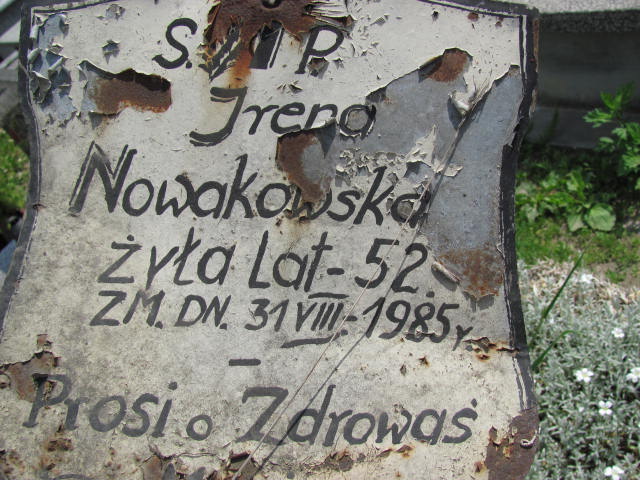 Ś. P.
Irena
Nowakowska
żyła Lat- 52.
ZM. DN. 31 VIII- 1985 r.
–
Prosi o Zdrowaś